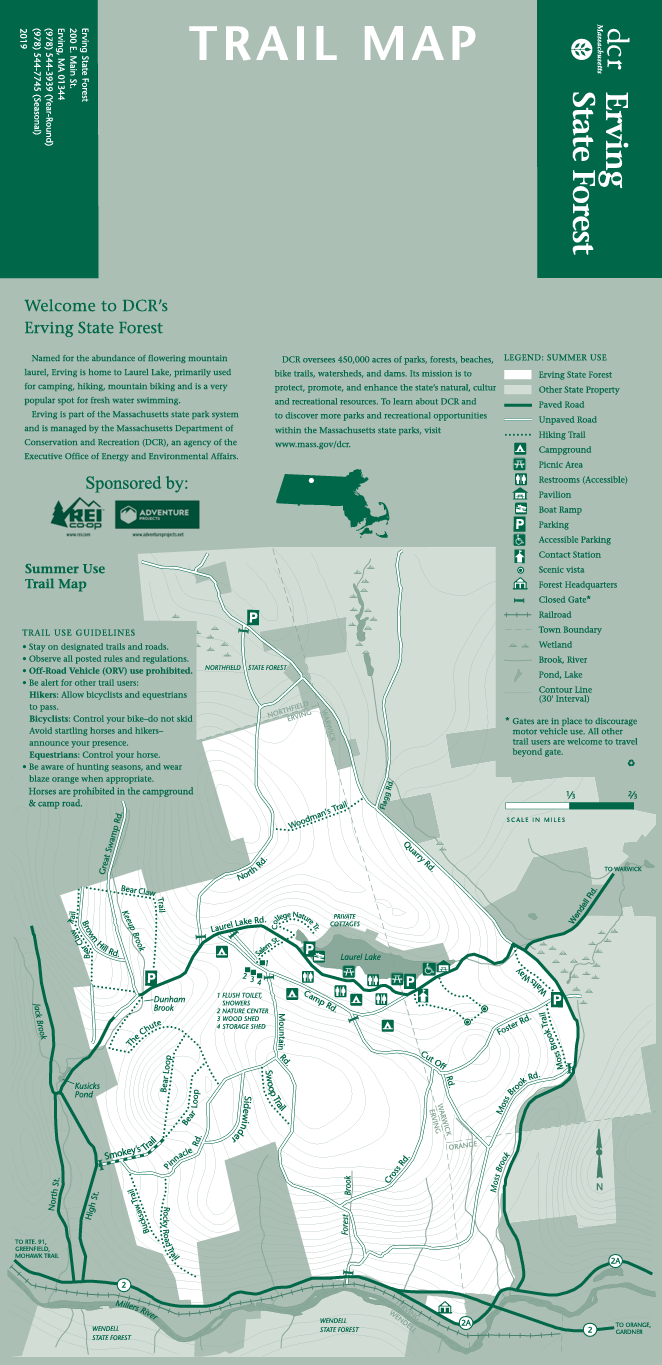 TRAIL MAP
dcr
Massachusetts
Erving
State Forest
Erving State Forest
200 E. Main St.
Erving, MA 01344
(978) 544-3939 (Year-Round)
(978) 544-7745 (Seasonal)
2019
Welcome to DCR's
Erving State Forest
Named for the abundance of flowering mountain
laurel, Erving is home to Laurel Lake, primarily used
for camping, hiking, mountain biking and is a very
popular spot for fresh water swimming.
Erving is part of the Massachusetts state park system
and is managed by the Massachusetts Department of
Conservation and Recreation (DCR), an agency of the
Executive Office of Energy and Environmental Affairs.
DCR oversees 450,000 acres of parks, forests, beaches,
bike trails, watersheds, and dams. Its mission is to
protect, promote, and enhance the state's natural, cultur
and recreational resources. To learn about DCR and
to discover more parks and recreational opportunities
within the Massachusetts state parks, visit
www.mass.gov/dcr.
Sponsored by:
REI
co-op
www.rei.com
ADVENTURE
PROJECTS
www.adventureprojects.net
LEGEND: SUMMER USE
Erving State Forest
Other State Property
Paved Road
Unpaved Road
Hiking Trail
Campground
Picnic Area
Restrooms (Accessible)
Pavilion
Boat Ramp
P Parking
Accessible Parking
Contact Station
Scenic vista
Forest Headquarters
Closed Gate*
Railroad
Town Boundary
Wetland
Brook, River
Pond, Lake
Contour Line
(30' Interval)
* Gates are in place to discourage
motor vehicle use. All other
trail users are welcome to travel
beyond gate.
1/5 2/5
SCALE IN MILES
Summer Use
Trail Map
TRAIL USE GUIDELINES
• Stay on designated trails and roads.
• Observe all posted rules and regulations.
• Off-Road Vehicle (ORV) use prohibited.
• Be alert for other trail users:
Hikers: Allow bicyclists and equestrians
to pass.
Bicyclists: Control your bike–do not skid
Avoid startling horses and hikers–
announce your presence.
Equestrians: Control your horse.
• Be aware of hunting seasons, and wear
blaze orange when appropriate.
Horses are prohibited in the campground
& camp road.
P
NORTHFIELD STATE FOREST
NORTHFIELD
ERVING
WARWICK
Woodman's Trail
Flagg Rd.
North Rd.
Quarry Rd.
Great Swamp Rd.
TO WARWICK
Wendell Rd.
Bear Claw
Trail
Keeup Brook
Brown Hill Rd.
Bear Claw Trail
Laurel Lake Rd.
College Nature Tr.
PRIVATE
COTTAGES
Salem St.
P
Laurel Lake
P
P
1
2 3 4
Camp Rd.
1 FLUSH TOILET,
SHOWERS
2 NATURE CENTER
3 WOOD SHED
4 STORAGE SHED
Walts Way
P
Foster Rd.
Moss Brook Trail
Jack Brook
Dunham
Brook
The Chute
Mountain
Rd.
Cut Off
Rd.
Moss Brook Rd.
Kusicks
Pond
Bear Loop
Bear Loop
Swoop Trail
Sidewinder
WARWICK
ERVING
ORANGE
Smokey's Trail
Pinnacle Rd.
Cross Rd.
Moss Brook
N
North St.
High St.
Bucksaw Trail
Rocky Road Trail
Forest Brook
TO RTE. 91,
GREENFIELD,
MOHAWK TRAIL
2
Millers River
WENDELL
STATE FOREST
WENDELL
STATE FOREST
WENDELL
2A
2A
2
TO ORANGE,
GARDNER